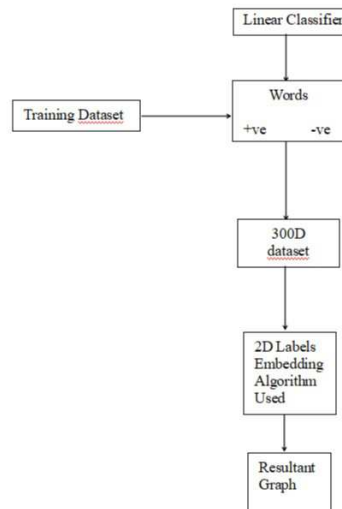 Linear Classifier
Words
+ve -ve
Training Dataset
300D
dataset
2D Labels
Embedding
Algorithm
Used
Resultant
Graph